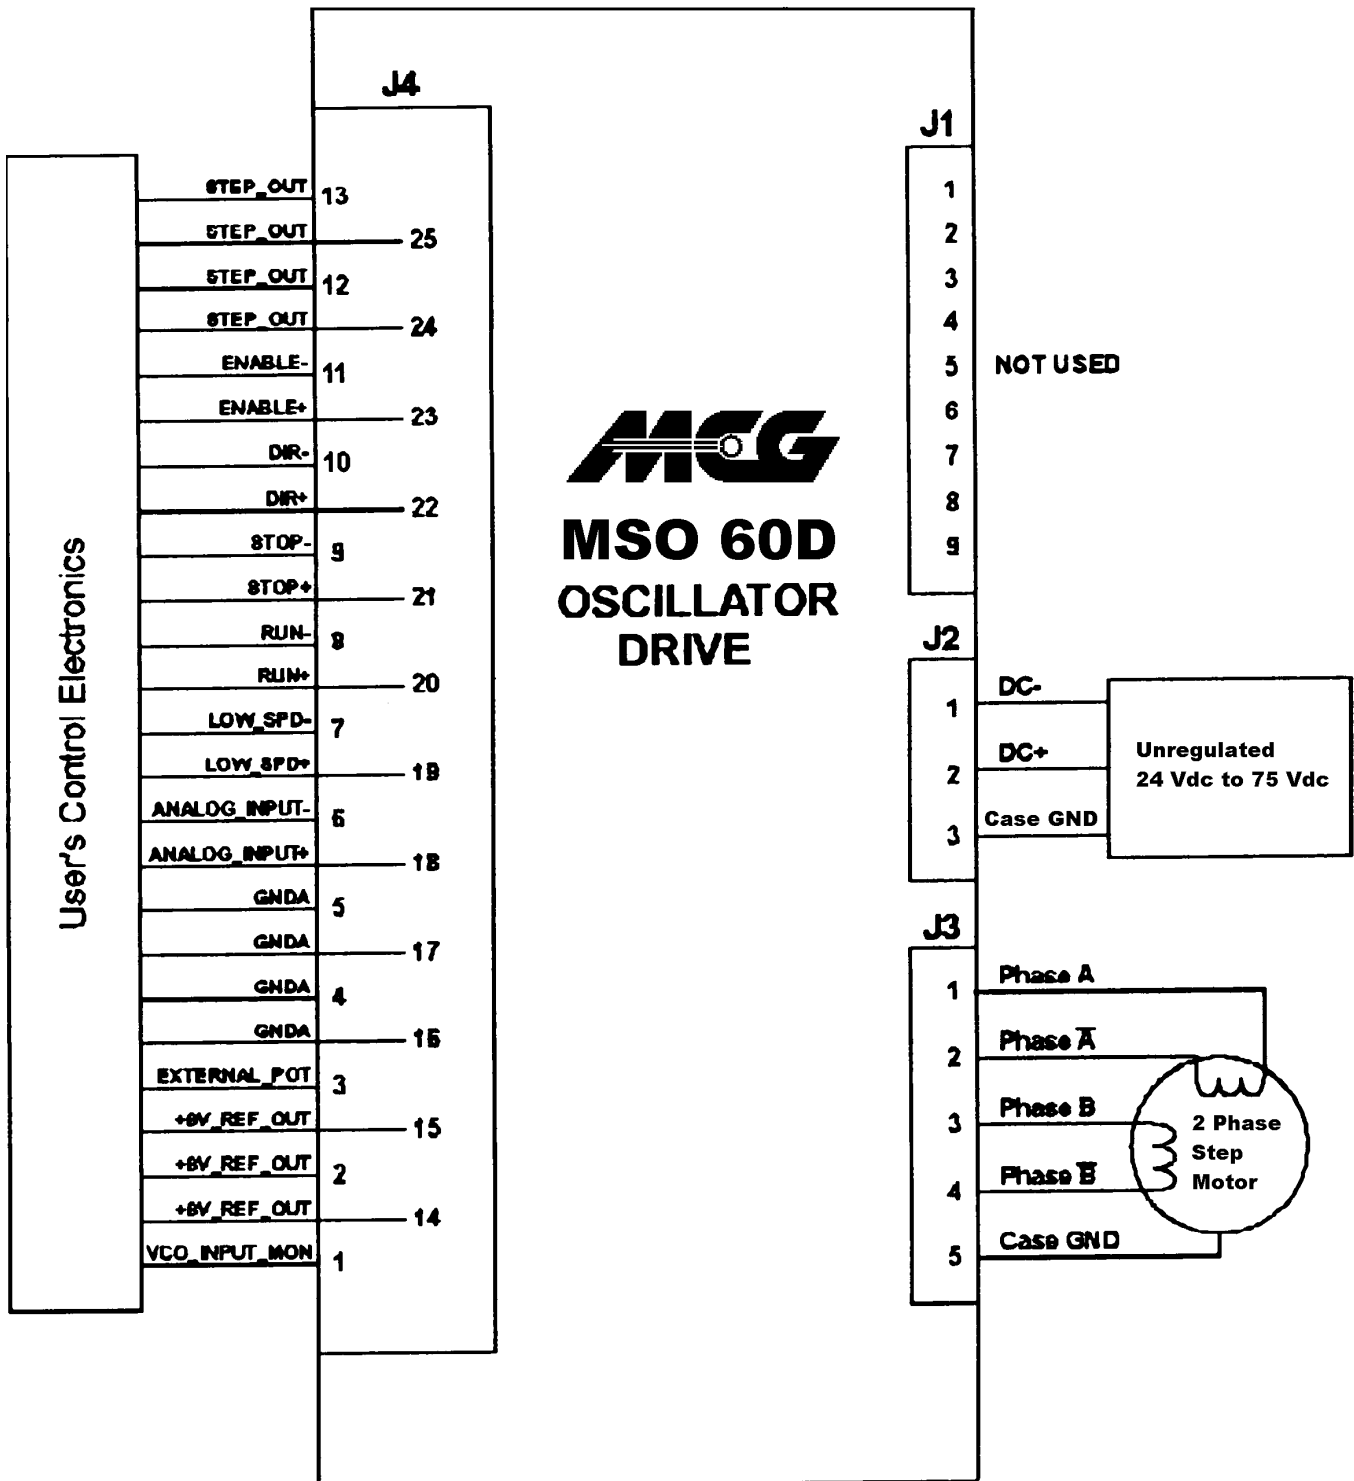 J4
STEP_OUT 13
STEP_OUT 25
STEP_OUT 12
STEP_OUT 24
ENABLE- 11
ENABLE+ 23
DIR- 10
DIR+ 22
STOP- 9
STOP+ 21
RUN- 8
RUN+ 20
LOW_SPD- 7
LOW_SPD+ 19
ANALOG_INPUT- 6
ANALOG_INPUT+ 18
GNDA 5
GNDA 17
GNDA 4
GNDA 16
EXTERNAL_POT 3
15
2
14
VCO_INPUT_MON 1
User's Control Electronics
MCG
MSO 60D
OSCILLATOR
DRIVE
J1
1
2
3
4
5
6
7
8
9
NOT USED
J2
1 DC-
2 DC+
3 Case GND
Unregulated
24 Vdc to 75 Vdc
J3
1 Phase A
2 Phase A̅
3 Phase B
4 Phase B̅
5 Case GND
2 Phase
Step
Motor